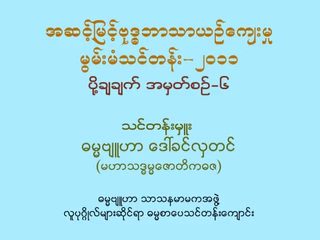 အဆင့်မြင့်ဗုဒ္ဓဘာသာယဉ်ကျေးမှု
မွမ်းမံသင်တန်း-၂၀၁၁
ပို့ချချက် အမှတ်စဉ်-၆
သင်တန်းမှူး
ဓမ္မဗျူဟာ ဒေါ်ခင်လှတင်
(မဟာသဒ္ဓမ္မဇောတိကဓဇ)
ဓမ္မဗျူဟာ သာသနာမာမကအဖွဲ့
လူပုဂ္ဂိုလ်များဆိုင်ရာ ဓမ္မစာပေသင်တန်းကျောင်း